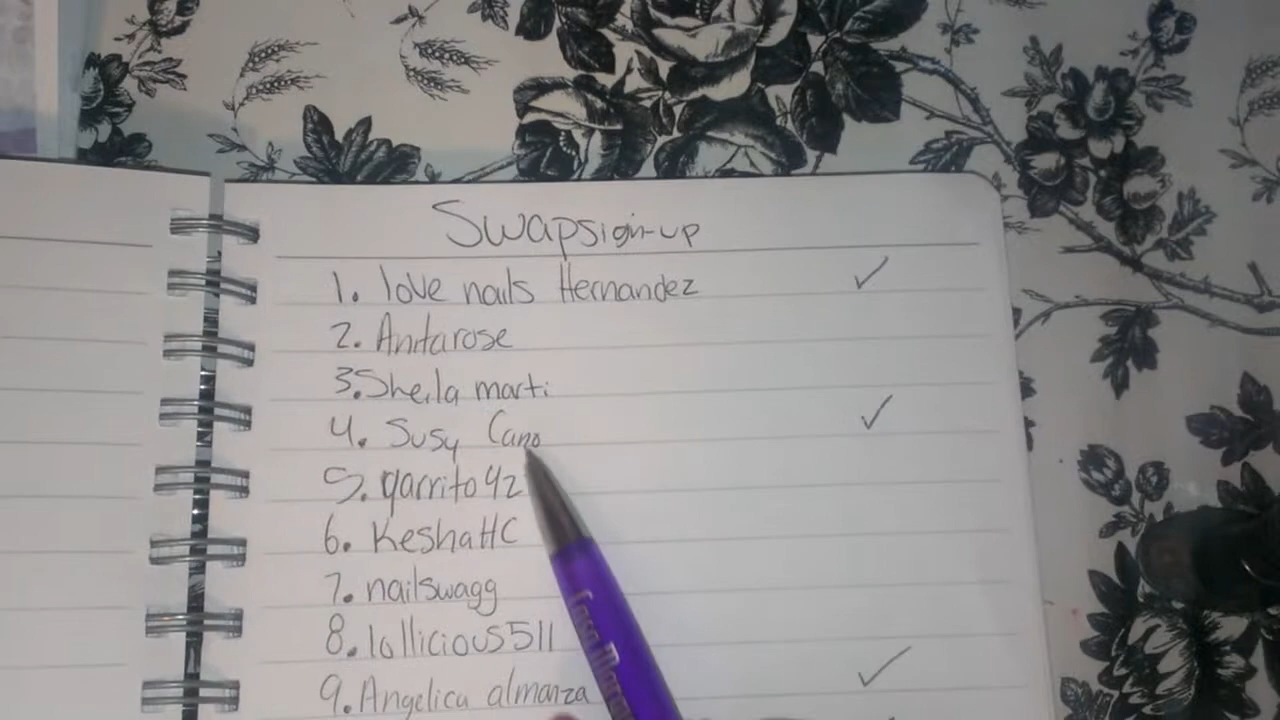 Swapsign-up
1. love nails Hernandez ✓
2. Anitarose
3. Sheila marti
4. Susy Cano ✓
5. garrito42
6. KeshaHC
7. nailswagg
8. lollicious511
9. Angelica almanza ✓